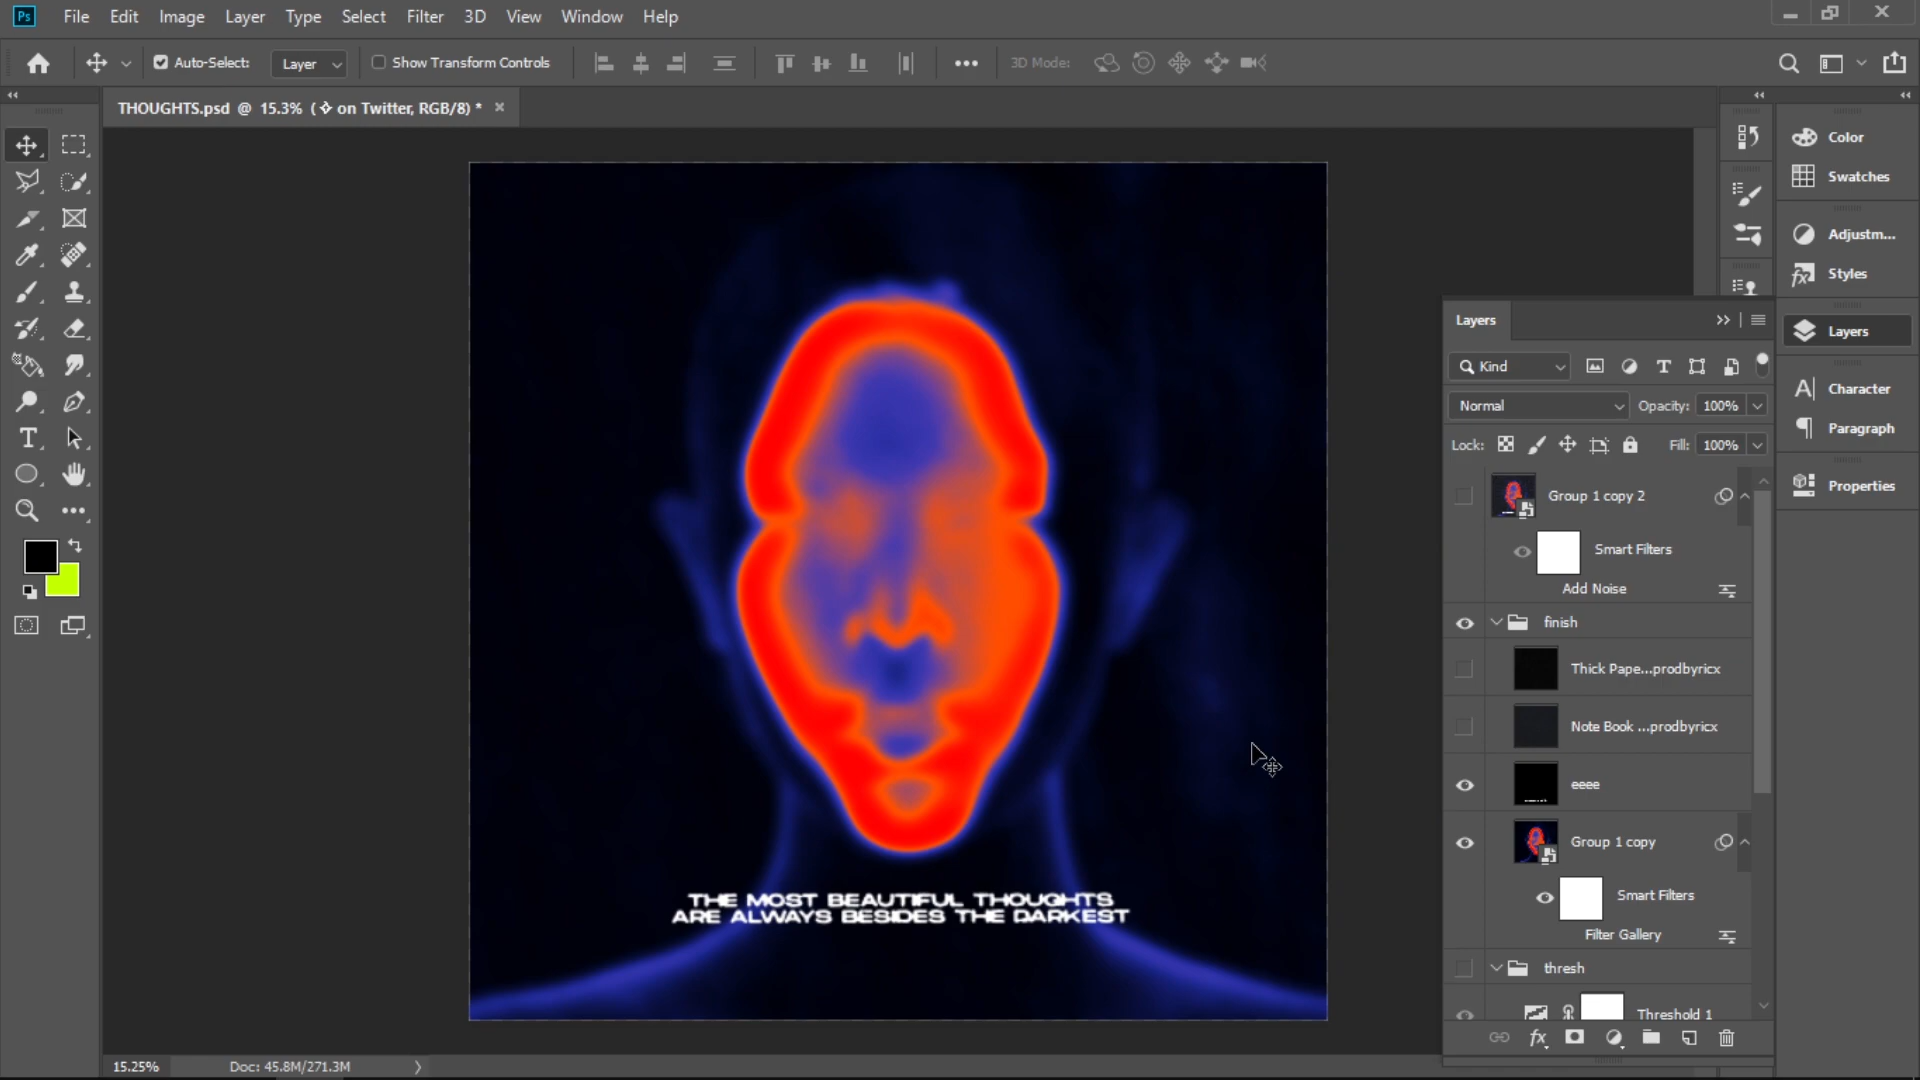 Ps File Edit Image Layer Type Select Filter 3D View Window Help
Auto-Select: Layer Show Transform Controls 3D Mode:
THOUGHTS.psd @ 15.3% ( on Twitter, RGB/8) *
Color
Swatches
Adjustm...
Styles
Layers
Character
Paragraph
Properties
Layers
Kind
Normal Opacity: 100%
Lock: Fill: 100%
Group 1 copy 2
Smart Filters
Add Noise
finish
Thick Pape...prodbyricx
Note Book ...prodbyricx
eeee
Group 1 copy
Smart Filters
Filter Gallery
thresh
Threshold 1
THE MOST BEAUTIFUL THOUGHTS
ARE ALWAYS BESIDES THE DARKEST
15.25% Doc: 45.8M/271.3M